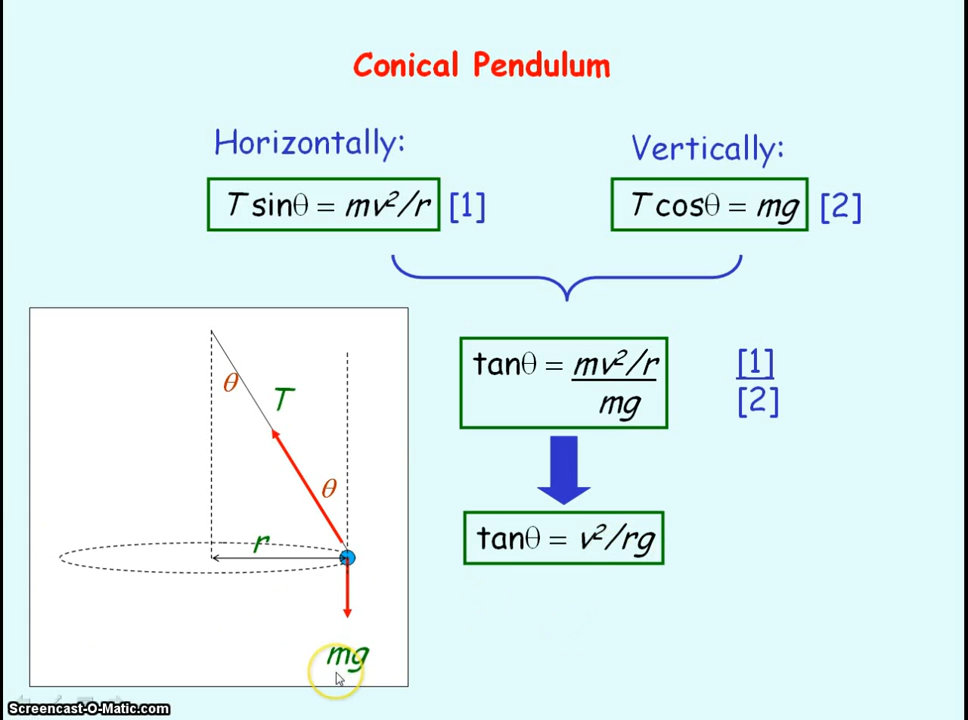 Conical Pendulum
Horizontally:
T sinθ = mv²/r [1]
Vertically:
T cosθ = mg [2]
tanθ = mv²/r
mg
[1]
[2]
tanθ = v²/rg
θ
T
θ
r
mg
Screencast-O-Matic.com